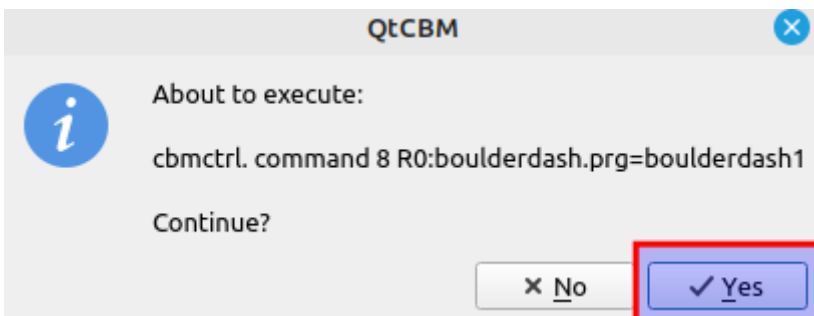 QtCBM
About to execute:
cbmctrl. command 8 R0:boulderdash.prg=boulderdash1
Continue?
No
Yes